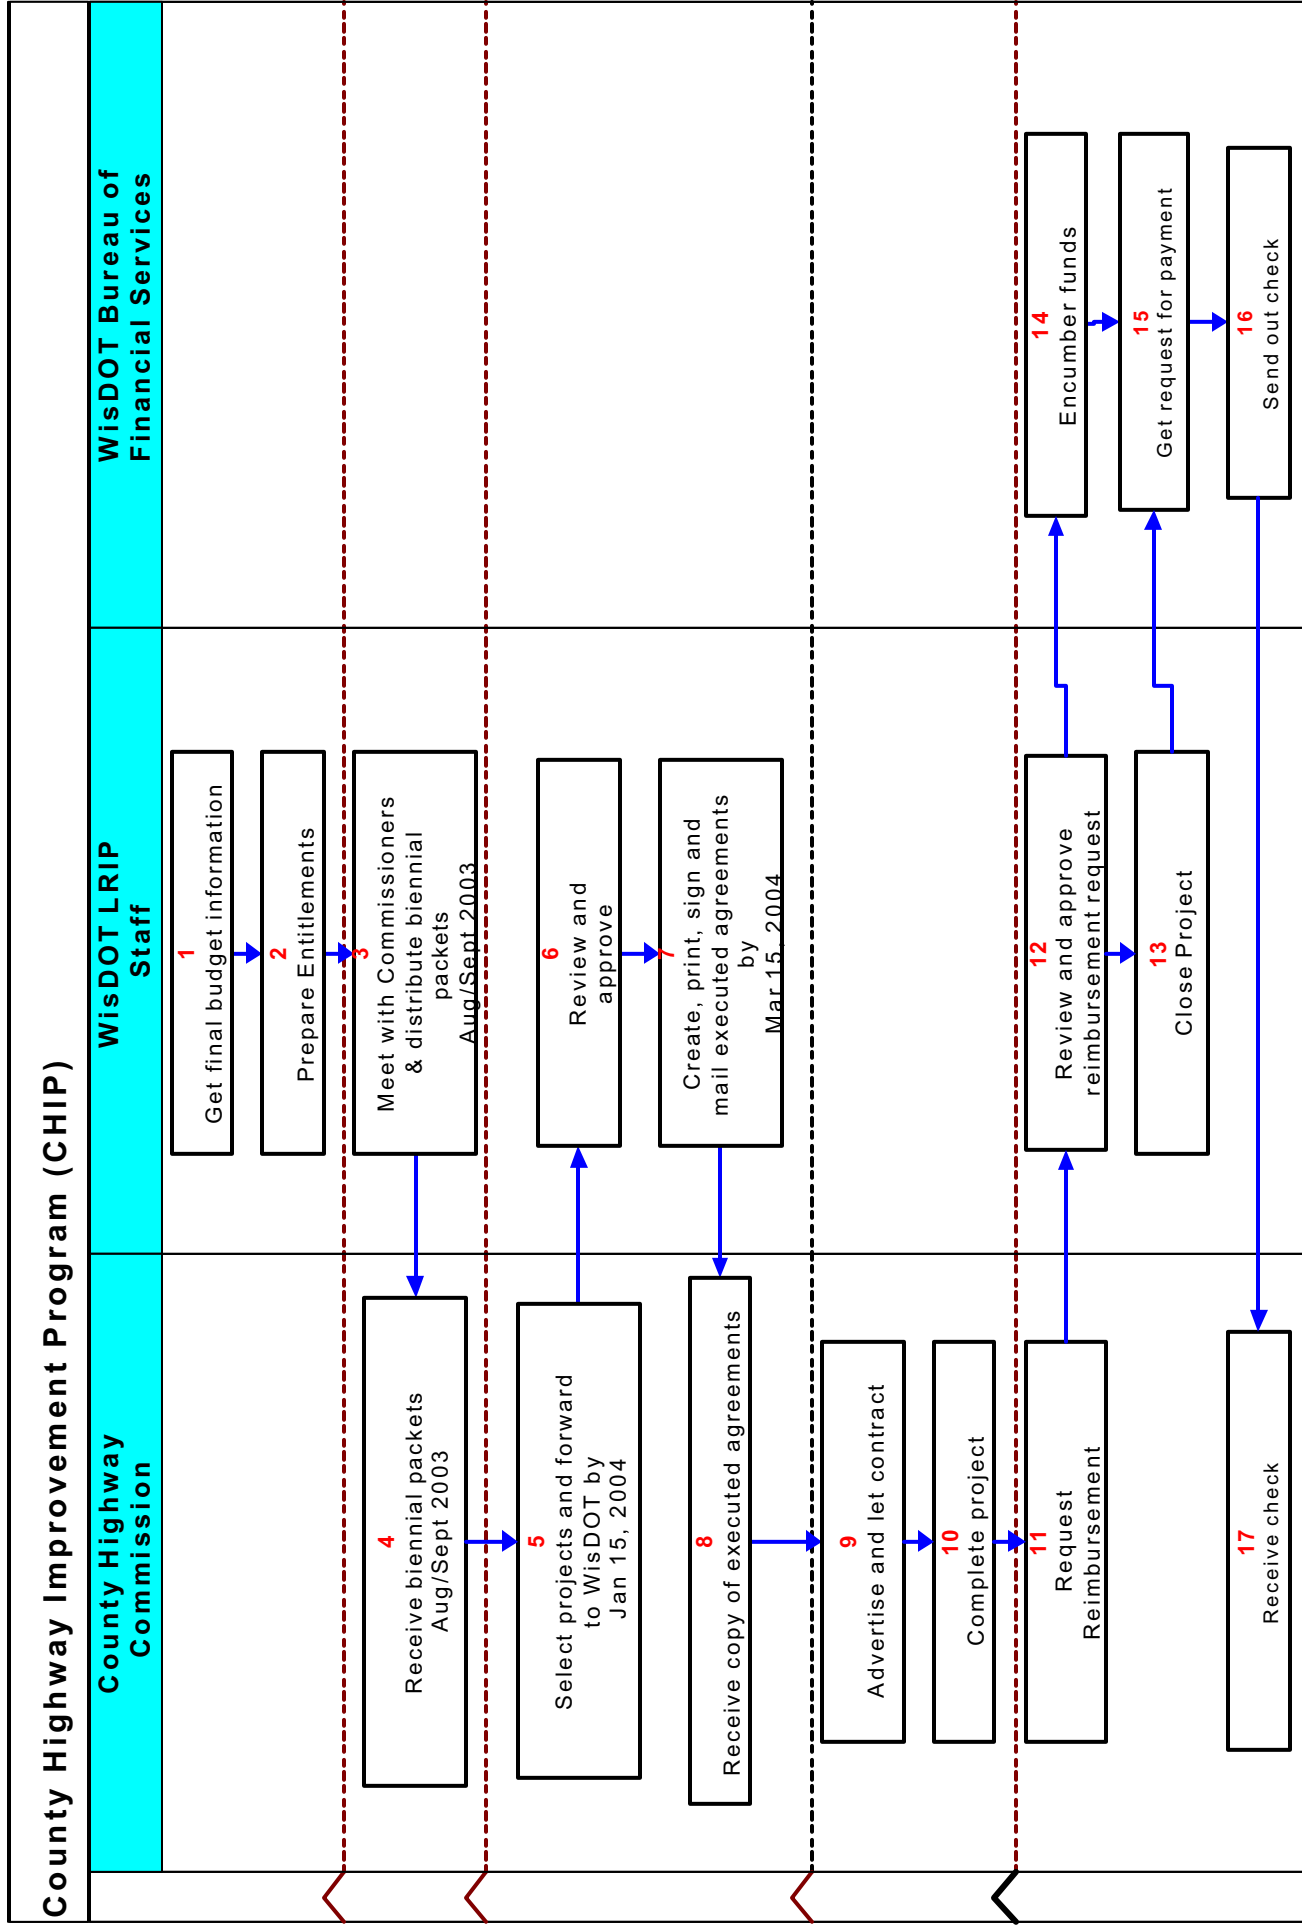 County Highway Improvement Program (CHIP)
County Highway
Commission
WisDOT LRIP
Staff
WisDOT Bureau of
Financial Services
1
Get final budget information
2
Prepare Entitlements
3
Meet with Commissioners
& distribute biennial
packets
Aug/Sept 2003
4
Receive biennial packets
Aug/Sept 2003
5
Select projects and forward
to WisDOT by
Jan 15, 2004
6
Review and
approve
7
Create, print, sign and
mail executed agreements
by
Mar 15, 2004
8
Receive copy of executed agreements
9
Advertise and let contract
10
Complete project
11
Request
Reimbursement
12
Review and approve
reimbursement request
13
Close Project
14
Encumber funds
15
Get request for payment
16
Send out check
17
Receive check